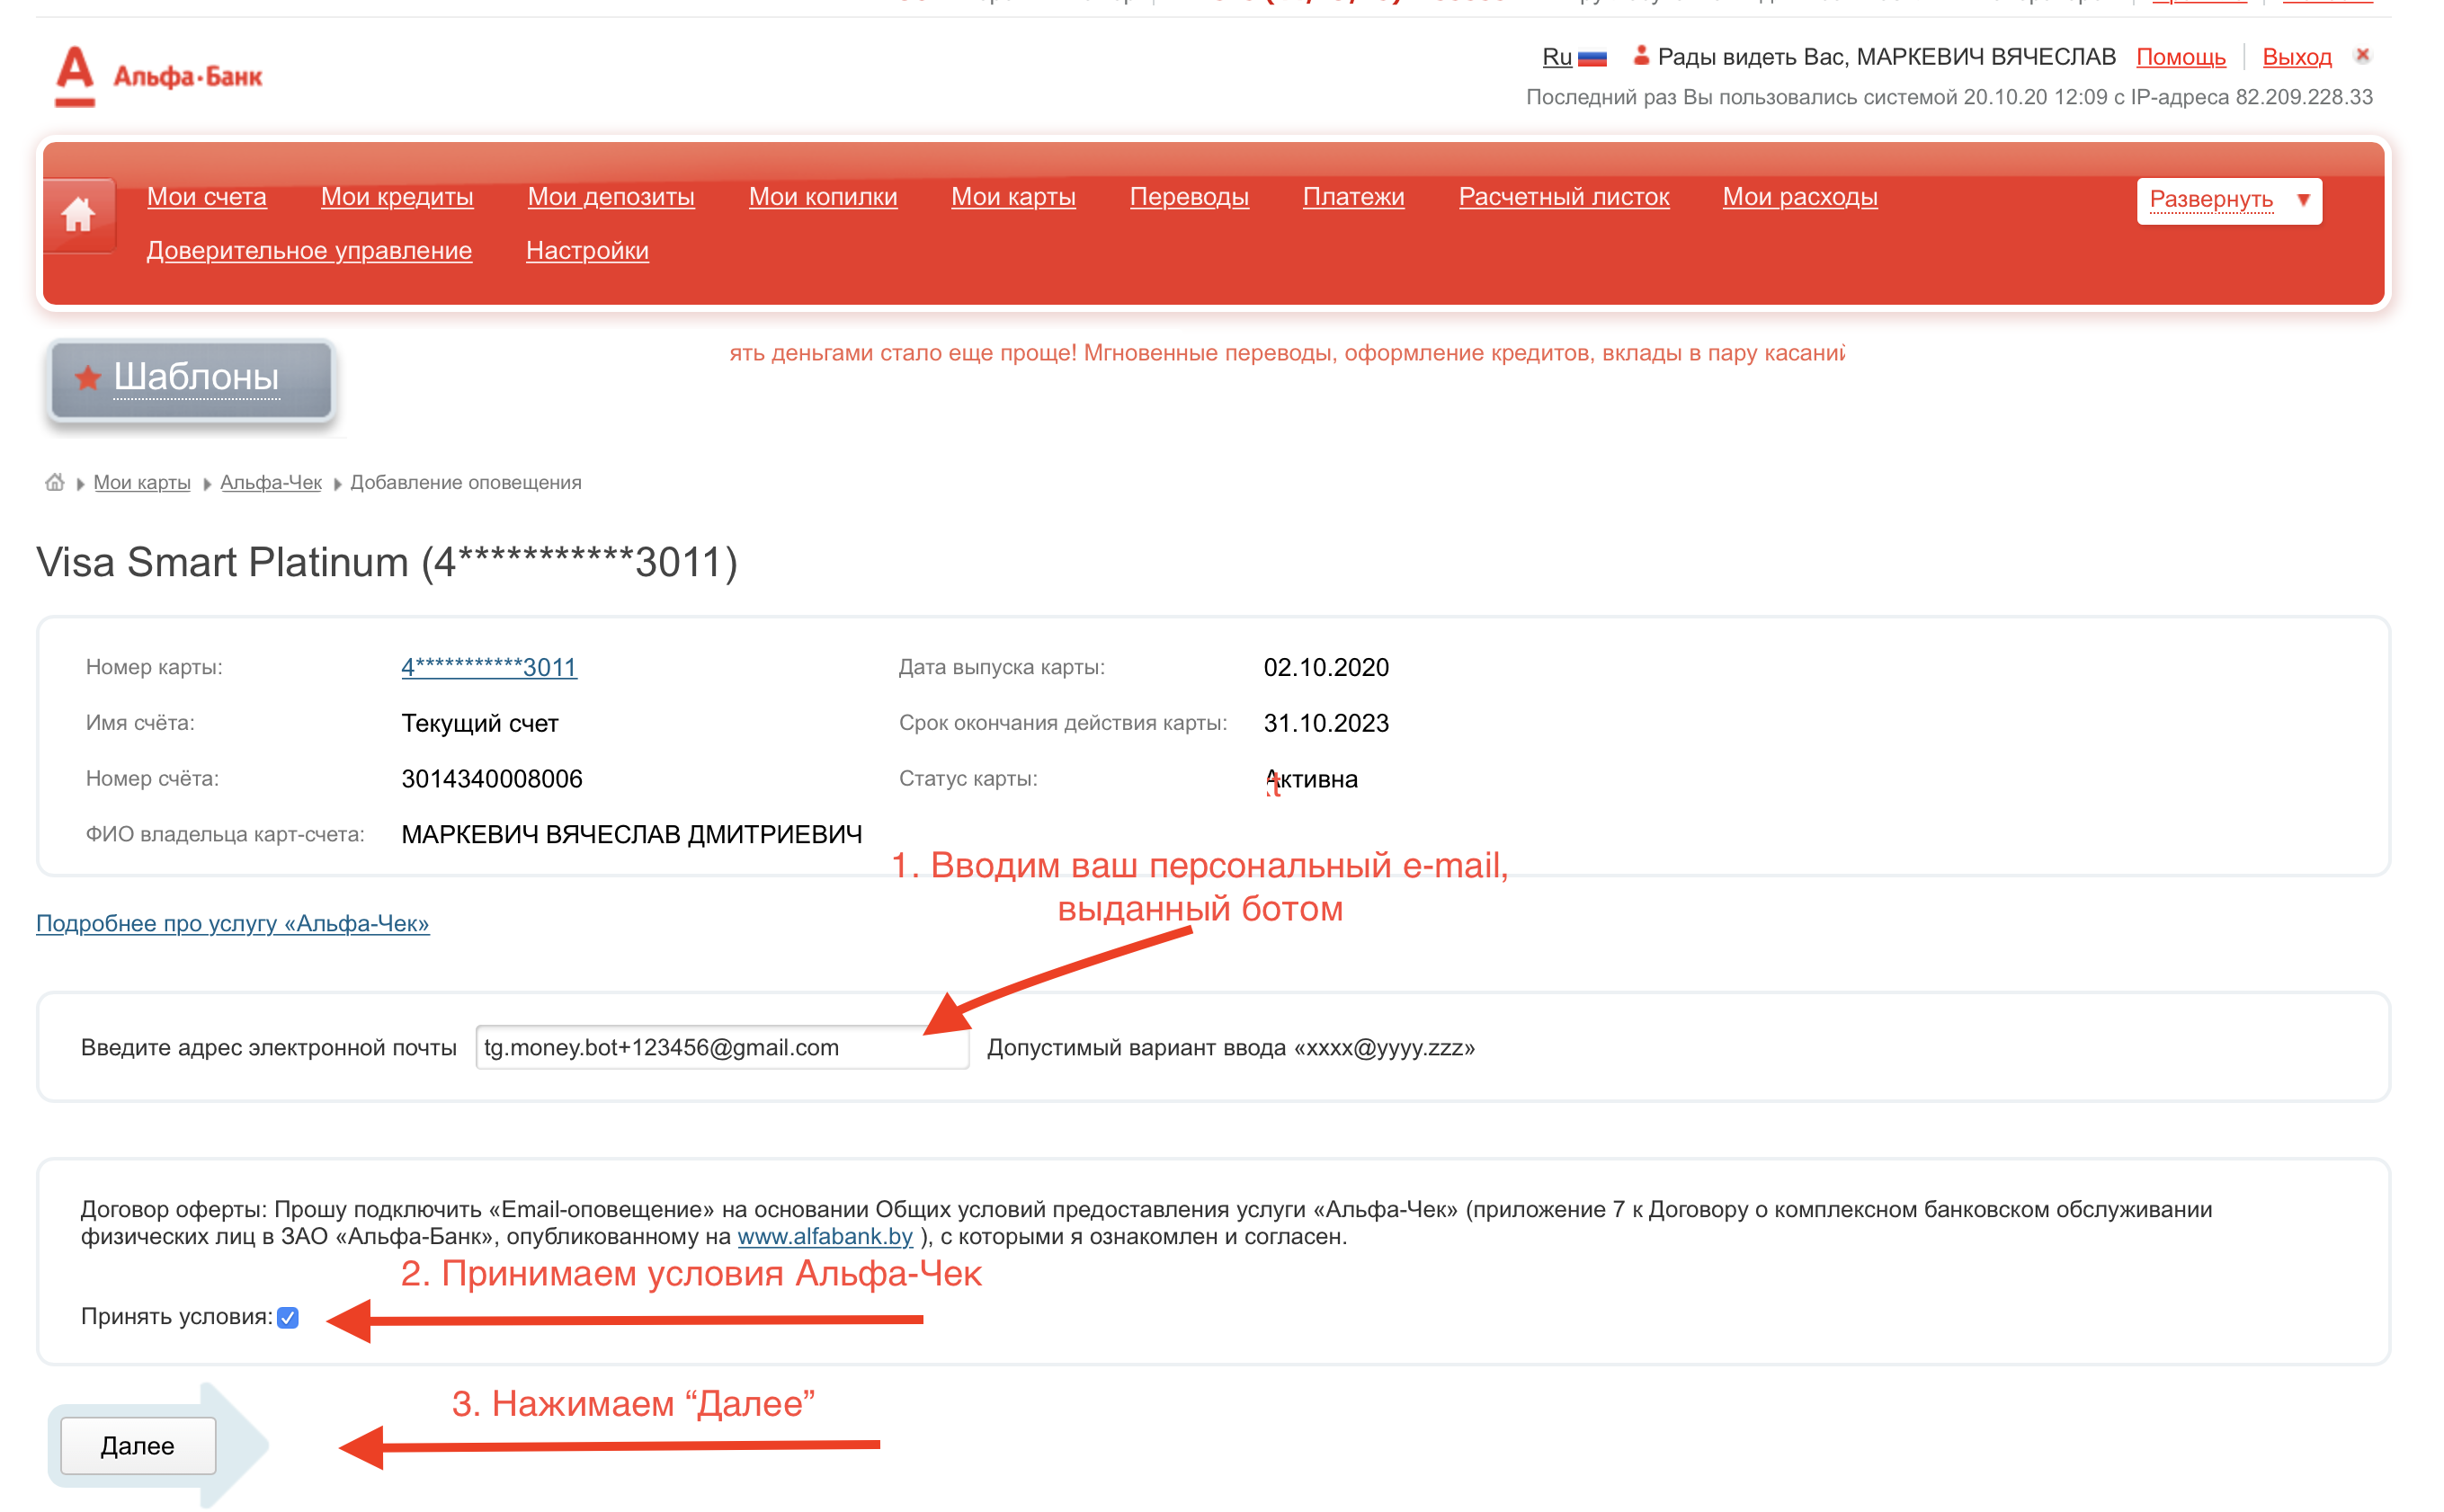 Ru
Рады видеть Вас, МАРКЕВИЧ ВЯЧЕСЛАВ Помощь Выход
Альфа·Банк
Последний раз Вы пользовались системой 20.10.20 12:09 с IP-адреса 82.209.228.33
Мои счета Мои кредиты Мои депозиты Мои копилки Мои карты Переводы Платежи Расчетный листок Мои расходы Развернуть
Доверительное управление Настройки
Шаблоны
ять деньгами стало еще проще! Мгновенные переводы, оформление кредитов, вклады в пару касаний
Мои карты Альфа-Чек Добавление оповещения
Visa Smart Platinum (4***********3011)
Номер карты: 4***********3011 Дата выпуска карты: 02.10.2020
Имя счёта: Текущий счет Срок окончания действия карты: 31.10.2023
Номер счёта: 3014340008006 Статус карты: Активна
ФИО владельца карт-счета: МАРКЕВИЧ ВЯЧЕСЛАВ ДМИТРИЕВИЧ
1. Вводим ваш персональный e-mail,
выданный ботом
Подробнее про услугу «Альфа-Чек»
Введите адрес электронной почты tg.money.bot+123456@gmail.com Допустимый вариант ввода «xxxx@yyyy.zzz»
Договор оферты: Прошу подключить «Email-оповещение» на основании Общих условий предоставления услуги «Альфа-Чек» (приложение 7 к Договору о комплексном банковском обслуживании
физических лиц в ЗАО «Альфа-Банк», опубликованному на www.alfabank.by ), с которыми я ознакомлен и согласен.
2. Принимаем условия Альфа-Чек
Принять условия:
3. Нажимаем “Далее”
Далее